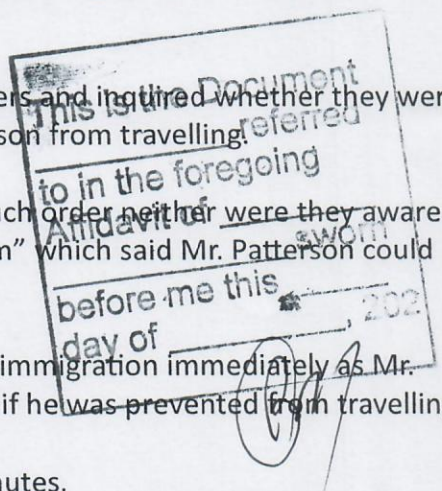 ers and inquired whether they wer
son from travelling.
uch order neither were they aware
m” which said Mr. Patterson could
immigration immediately as Mr.
if he was prevented from travellin
nutes.
This is the Document
referred
to in the foregoing
Affidavit of
sworn
before me this
day of , 202